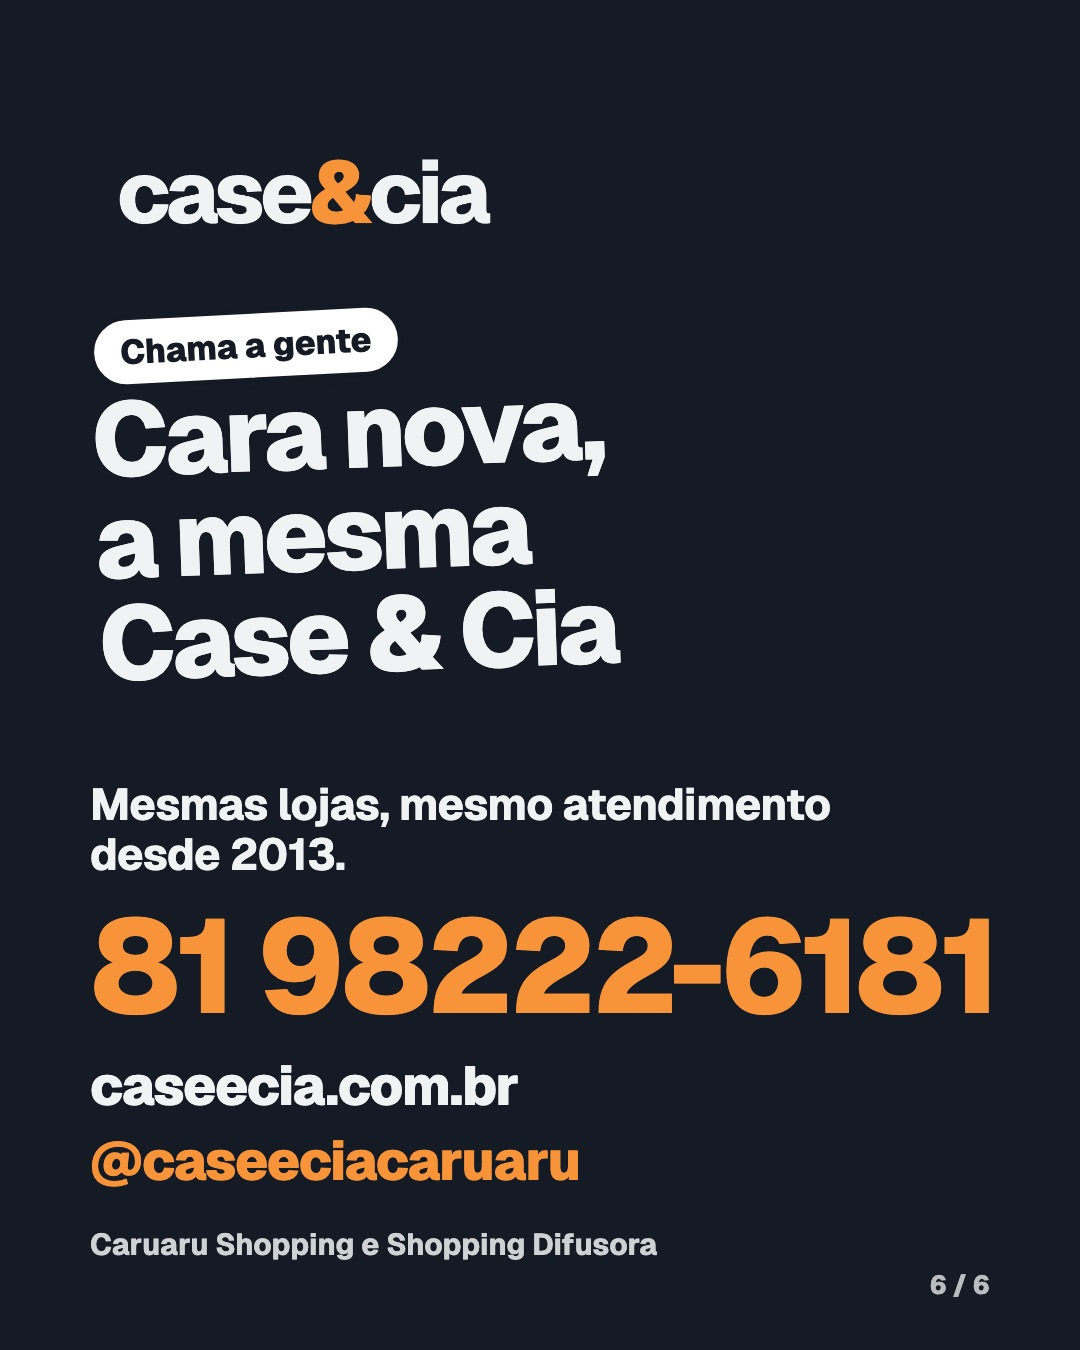 case&cia
Chama a gente
Cara nova,
a mesma
Case & Cia
Mesmas lojas, mesmo atendimento
desde 2013.
81 98222-6181
caseecia.com.br
@caseeciacaruaru
Caruaru Shopping e Shopping Difusora
6 / 6